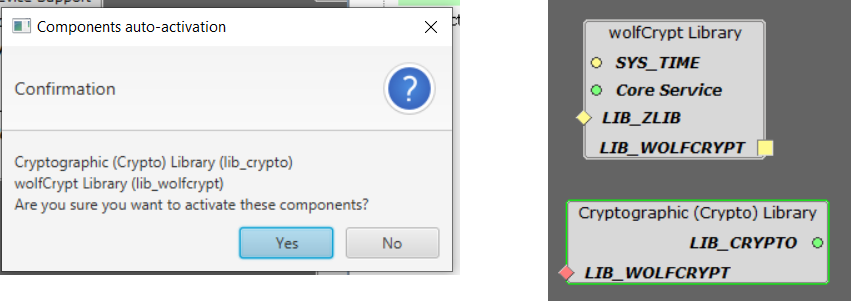 Components auto-activation
Confirmation
?
Cryptographic (Crypto) Library (lib_crypto)
wolfCrypt Library (lib_wolfcrypt)
Are you sure you want to activate these components?
Yes
No
wolfCrypt Library
SYS_TIME
Core Service
LIB_ZLIB
LIB_WOLFCRYPT
Cryptographic (Crypto) Library
LIB_CRYPTO
LIB_WOLFCRYPT